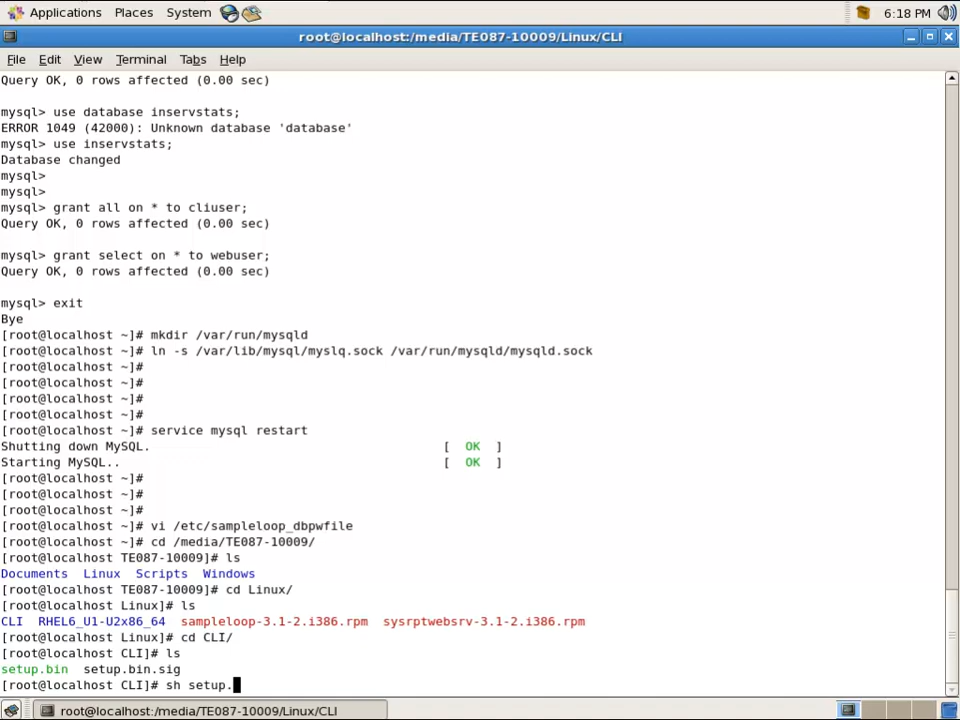 Applications Places System 6:18 PM
root@localhost:/media/TE087-10009/Linux/CLI
File Edit View Terminal Tabs Help
Query OK, 0 rows affected (0.00 sec)
mysql> use database inservstats;
ERROR 1049 (42000): Unknown database 'database'
mysql> use inservstats;
Database changed
mysql>
mysql>
mysql> grant all on * to cliuser;
Query OK, 0 rows affected (0.00 sec)
mysql> grant select on * to webuser;
Query OK, 0 rows affected (0.00 sec)
mysql> exit
Bye
[root@localhost ~]# mkdir /var/run/mysqld
[root@localhost ~]# ln -s /var/lib/mysql/myslq.sock /var/run/mysqld/mysqld.sock
[root@localhost ~]#
[root@localhost ~]#
[root@localhost ~]#
[root@localhost ~]#
[root@localhost ~]# service mysql restart
Shutting down MySQL. [ OK ]
Starting MySQL.. [ OK ]
[root@localhost ~]#
[root@localhost ~]#
[root@localhost ~]#
[root@localhost ~]# vi /etc/sampleloop_dbpwfile
[root@localhost ~]# cd /media/TE087-10009/
[root@localhost TE087-10009]# ls
Documents Linux Scripts Windows
[root@localhost TE087-10009]# cd Linux/
[root@localhost Linux]# ls
CLI RHEL6_U1-U2x86_64 sampleloop-3.1-2.i386.rpm sysrptwebsrv-3.1-2.i386.rpm
[root@localhost Linux]# cd CLI/
[root@localhost CLI]# ls
setup.bin setup.bin.sig
[root@localhost CLI]# sh setup.
root@localhost:/media/TE087-10009/Linux/CLI